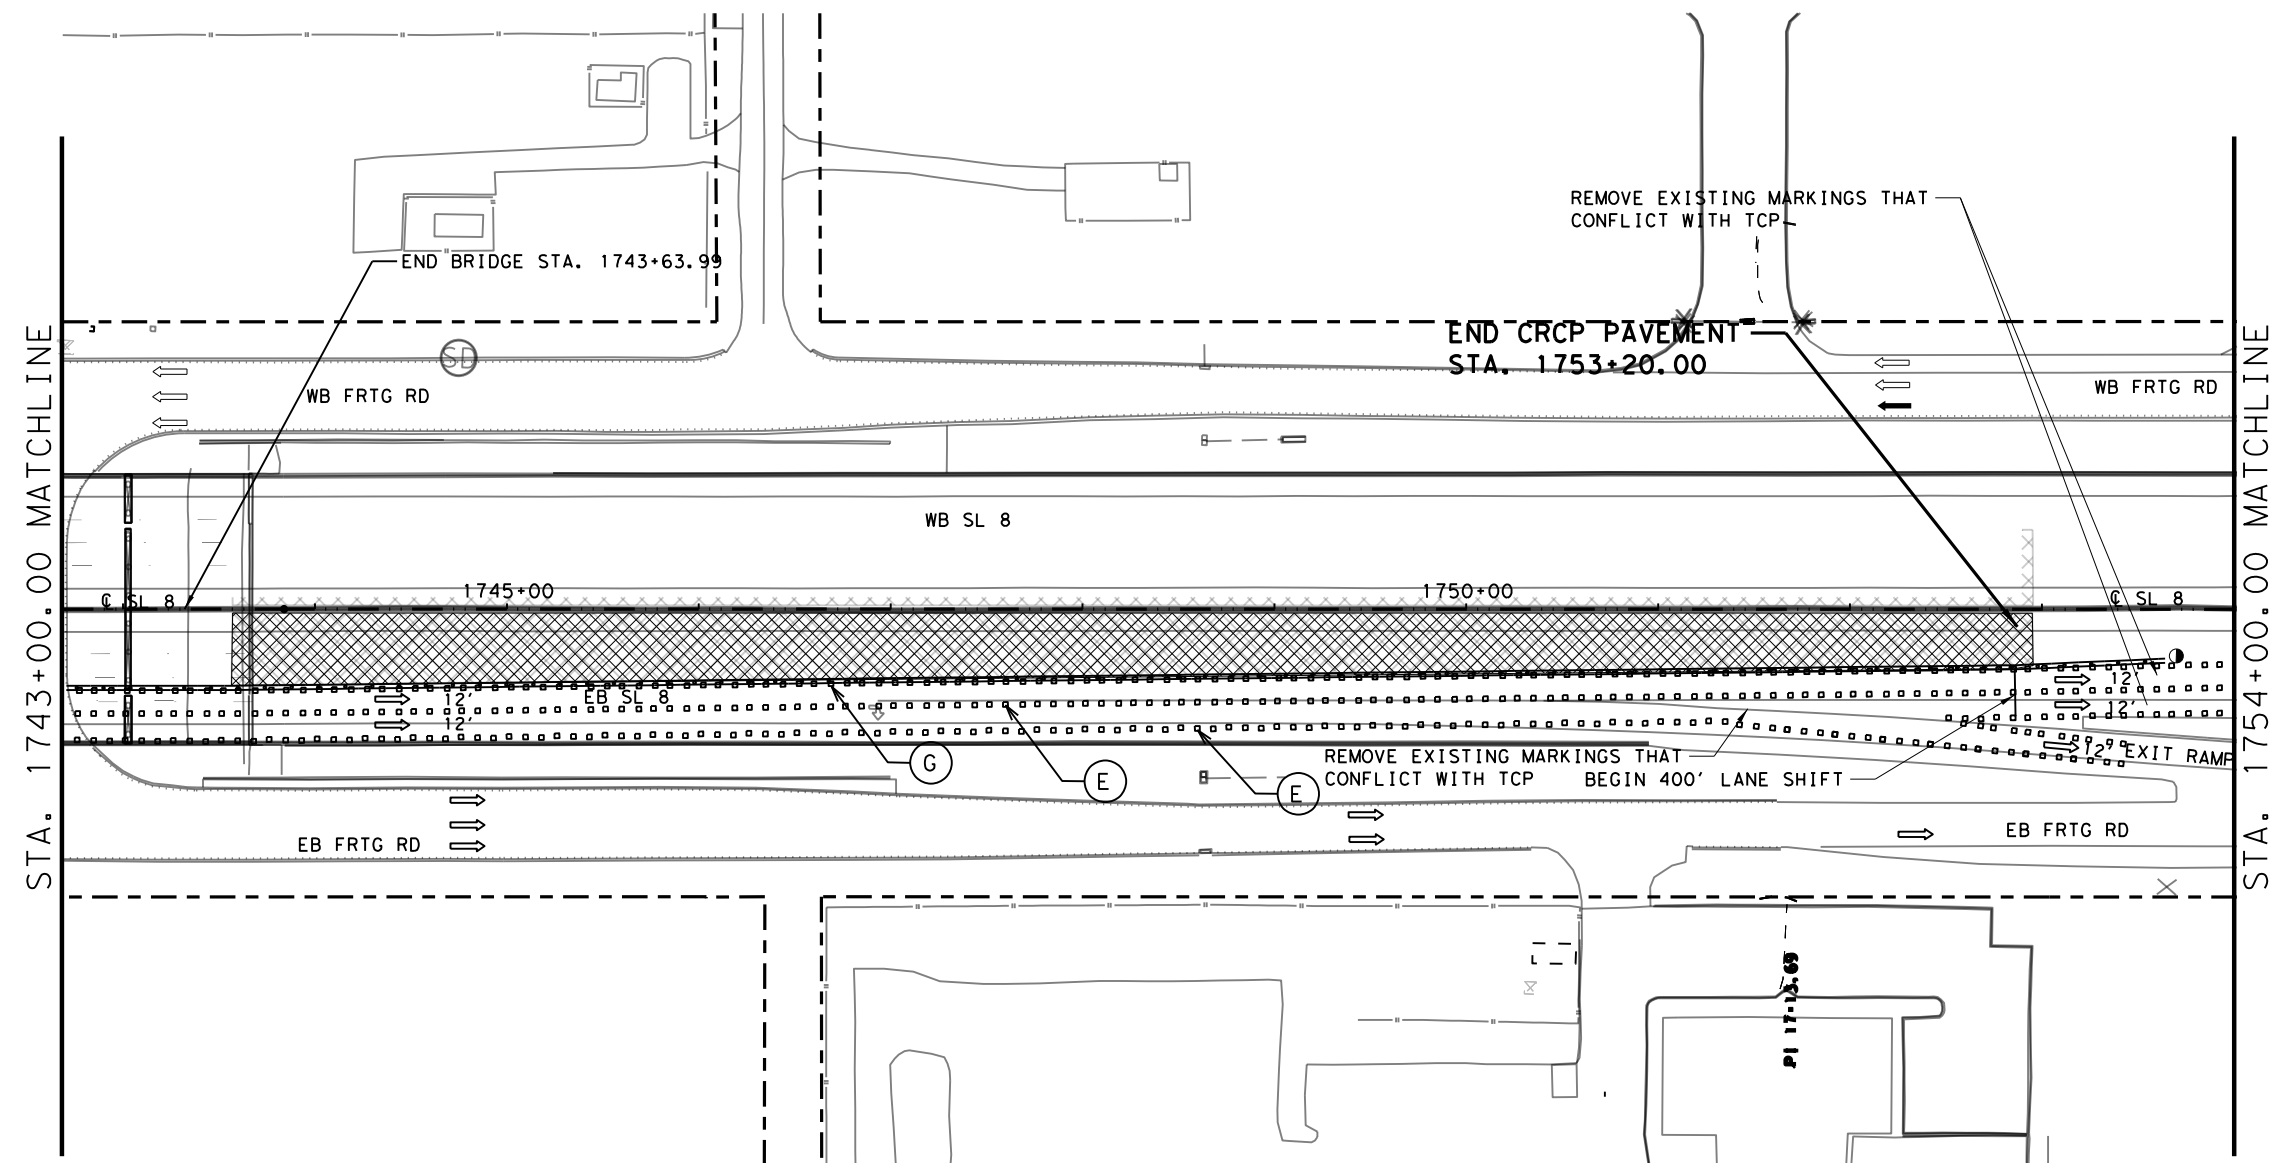 REMOVE EXISTING MARKINGS THAT
CONFLICT WITH TCP
END BRIDGE STA. 1743+63.99
END CRCP PAVEMENT
STA. 1753+20.00
SD
WB FRTG RD
WB FRTG RD
STA. 1743+00.00 MATCHLINE
STA. 1754+00.00 MATCHLINE
WB SL 8
1745+00
1750+00
℄ SL 8
℄ SL 8
EB SL 8
12'
12'
12'
12'
12'
EXIT RAMP
G
E
E
REMOVE EXISTING MARKINGS THAT
CONFLICT WITH TCP
BEGIN 400' LANE SHIFT
EB FRTG RD
EB FRTG RD
PI